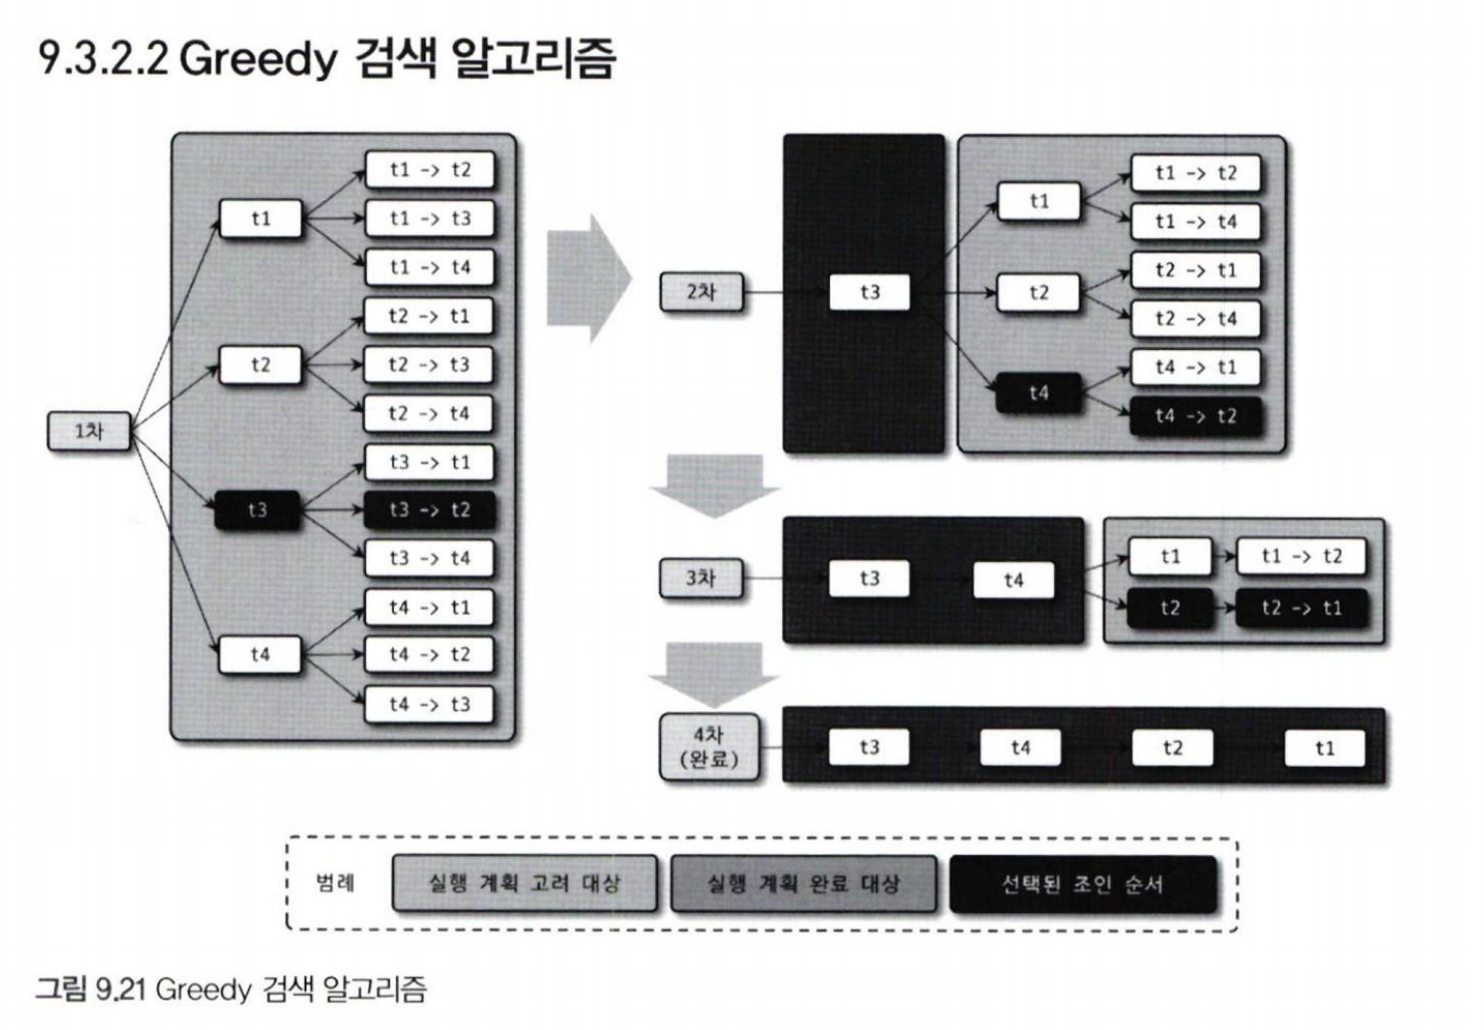 9.3.2.2 Greedy 검색 알고리즘
1차
t1
t1 -> t2
t1 -> t3
t1 -> t4
t2
t2 -> t1
t2 -> t3
t2 -> t4
t3
t3 -> t1
t3 -> t2
t3 -> t4
t4
t4 -> t1
t4 -> t2
t4 -> t3
2차
t3
t1
t1 -> t2
t1 -> t4
t2
t2 -> t1
t2 -> t4
t4
t4 -> t1
t4 -> t2
3차
t3
t4
t1
t1 -> t2
t2
t2 -> t1
4차
(완료)
t3
t4
t2
t1
범례
실행 계획 고려 대상
실행 계획 완료 대상
선택된 조인 순서
그림 9.21 Greedy 검색 알고리즘